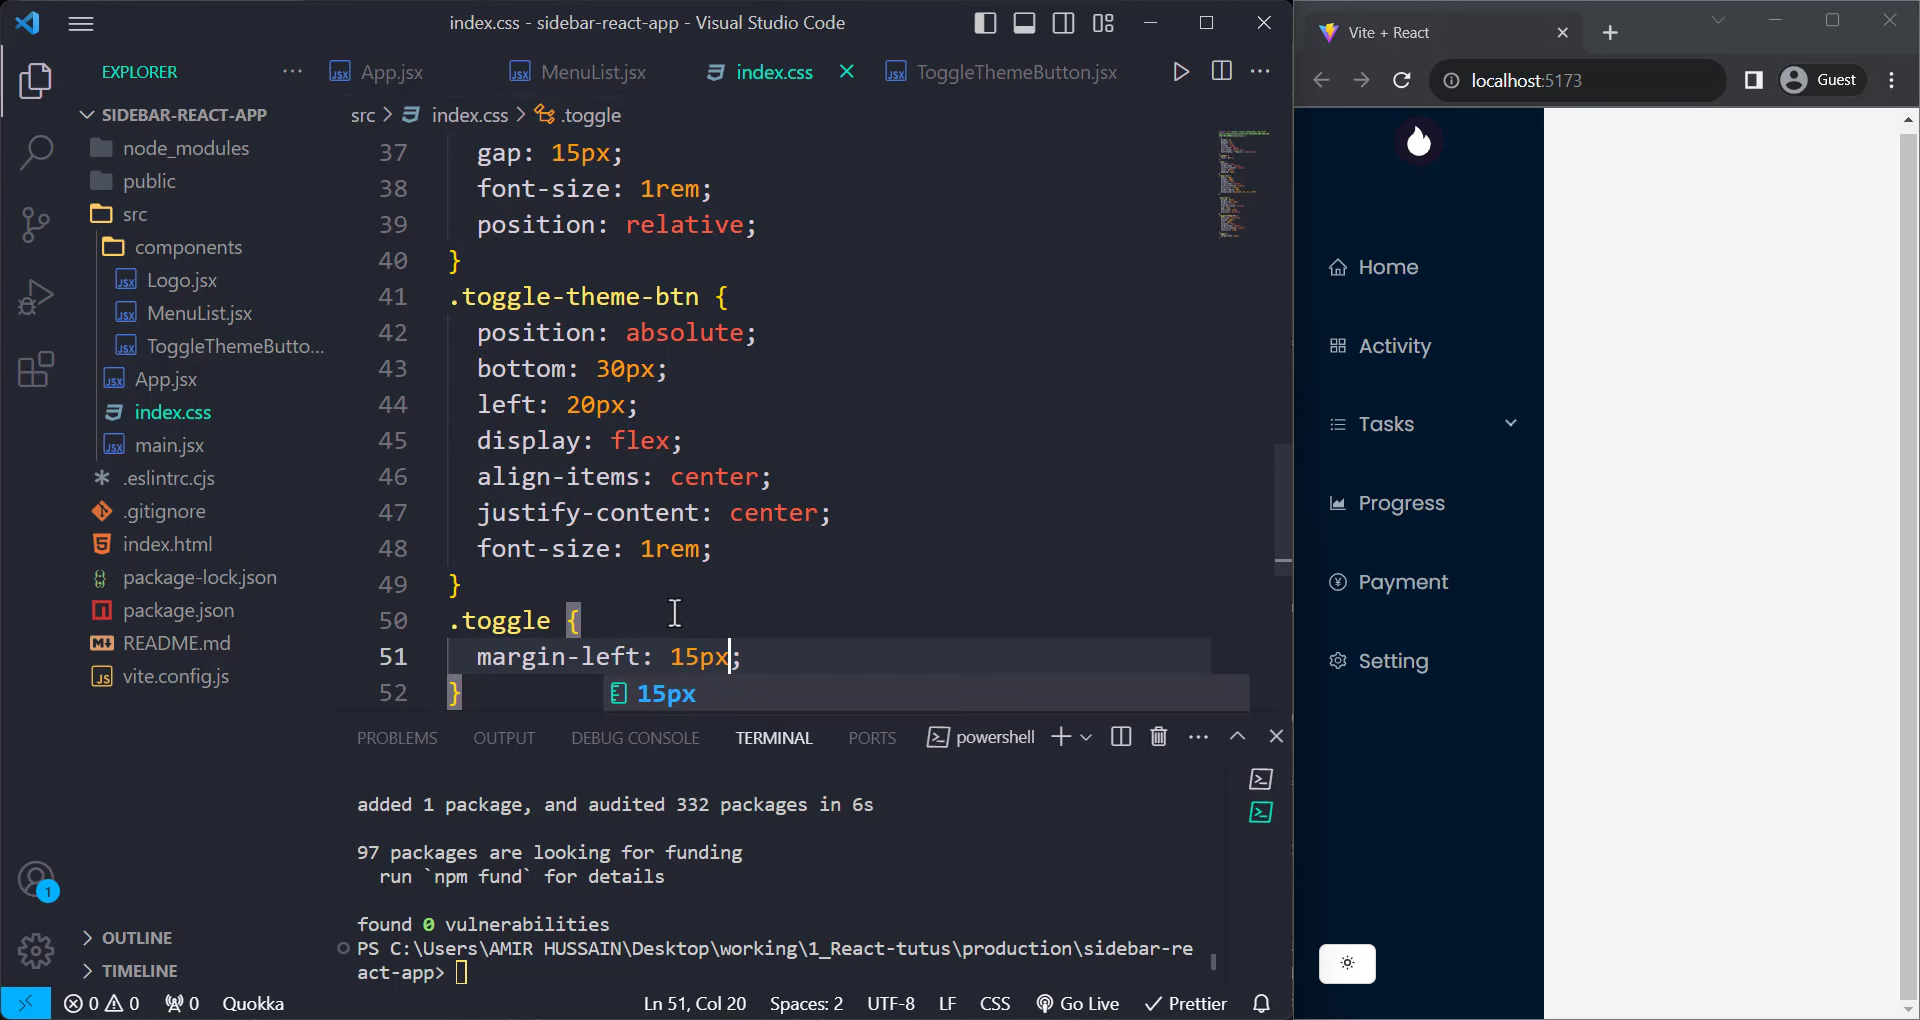 index.css - sidebar-react-app - Visual Studio Code
EXPLORER
App.jsx
MenuList.jsx
index.css
ToggleThemeButton.jsx
SIDEBAR-REACT-APP
node_modules
public
src
components
Logo.jsx
MenuList.jsx
ToggleThemeButto...
App.jsx
index.css
main.jsx
.eslintrc.cjs
.gitignore
index.html
package-lock.json
package.json
README.md
vite.config.js
OUTLINE
TIMELINE
src > index.css > .toggle
37 gap: 15px;
38 font-size: 1rem;
39 position: relative;
40 }
41 .toggle-theme-btn {
42 position: absolute;
43 bottom: 30px;
44 left: 20px;
45 display: flex;
46 align-items: center;
47 justify-content: center;
48 font-size: 1rem;
49 }
50 .toggle {
51 margin-left: 15px;
52 }
15px
PROBLEMS OUTPUT DEBUG CONSOLE TERMINAL PORTS powershell
added 1 package, and audited 332 packages in 6s
97 packages are looking for funding
run `npm fund` for details
found 0 vulnerabilities
PS C:\Users\AMIR HUSSAIN\Desktop\working\1_React-tutus\production\sidebar-re
act-app>
1
0 0 0 Quokka Ln 51, Col 20 Spaces: 2 UTF-8 LF CSS Go Live Prettier
Vite + React
localhost:5173
Guest
Home
Activity
Tasks
Progress
Payment
Setting